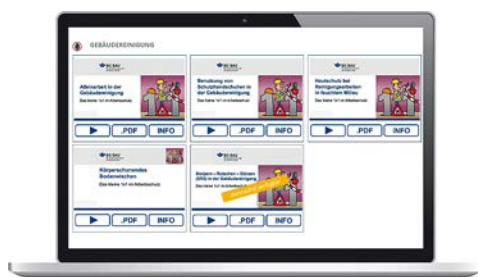 GEBÄUDEREINIGUNG
BG BAU
Alleinarbeit in der
Gebäudereinigung
Das kleine 1x1 im Arbeitsschutz
.PDF
INFO
BG BAU
Benutzung von
Schutzhandschuhen in
der Gebäudereinigung
Das kleine 1x1 im Arbeitsschutz
.PDF
INFO
BG BAU
Hautschutz bei
Reinigungsarbeiten
in feuchtem Milieu
Das kleine 1x1 im Arbeitsschutz
.PDF
INFO
BG BAU
Körperschonendes
Bodenwischen
Das kleine 1x1 im Arbeitsschutz
.PDF
INFO
BG BAU
Stolpern – Rutschen – Stürzen
(SRS) in der Gebäudereinigung
Das kleine 1x1 im Arbeitsschutz
.PDF
INFO